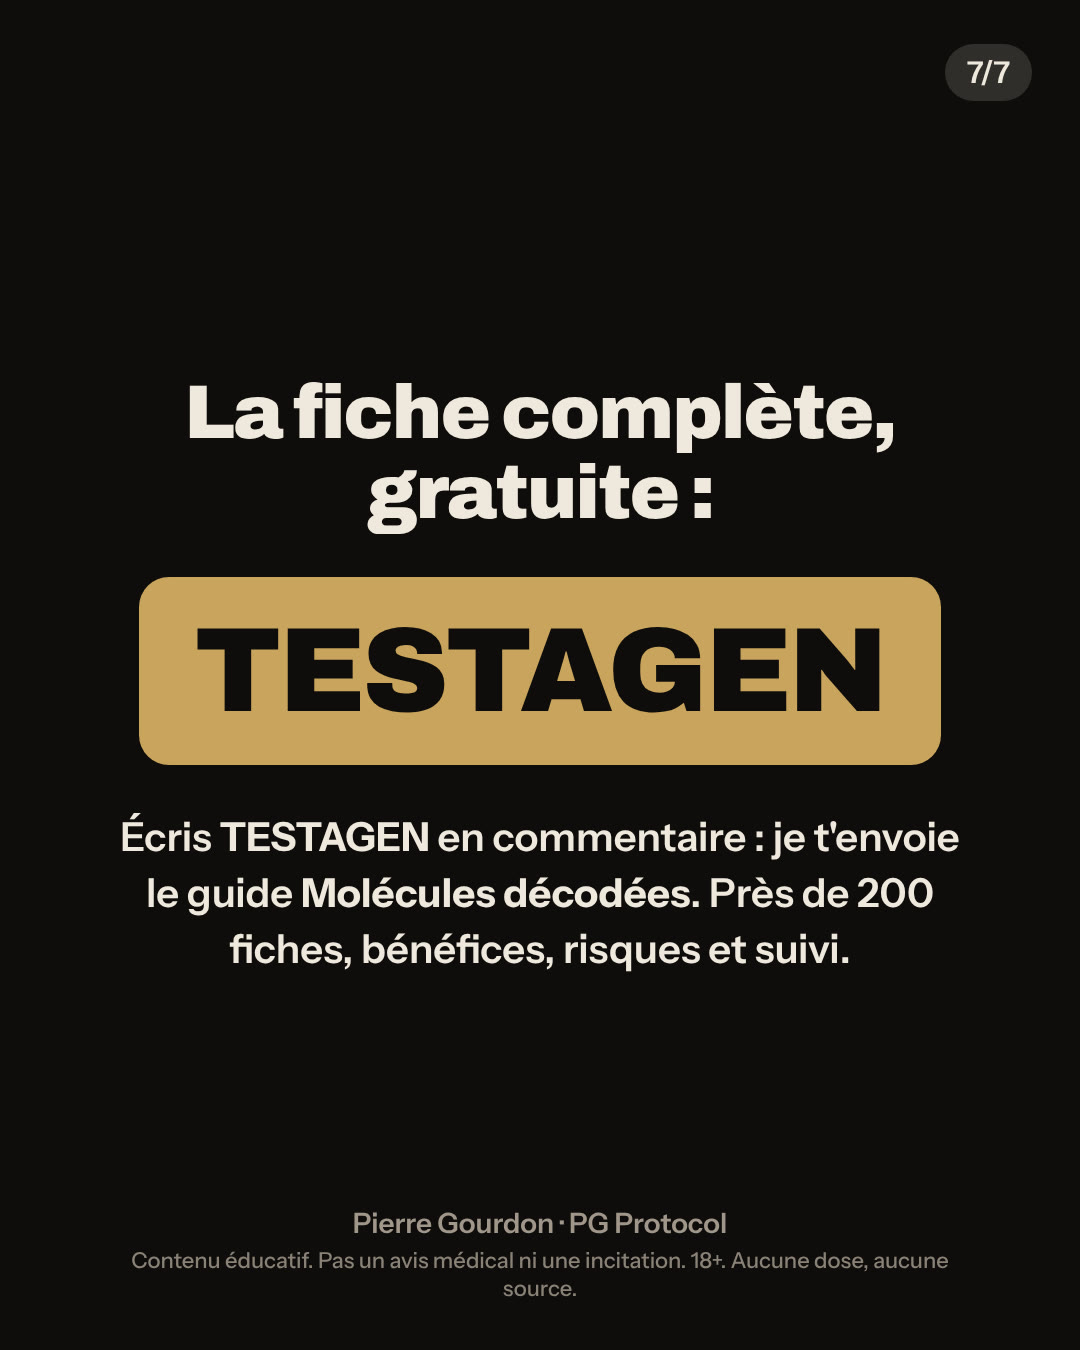 7/7
La fiche complète,
gratuite :
TESTAGEN
Écris TESTAGEN en commentaire : je t'envoie
le guide Molécules décodées. Près de 200
fiches, bénéfices, risques et suivi.
Pierre Gourdon · PG Protocol
Contenu éducatif. Pas un avis médical ni une incitation. 18+. Aucune dose, aucune
source.